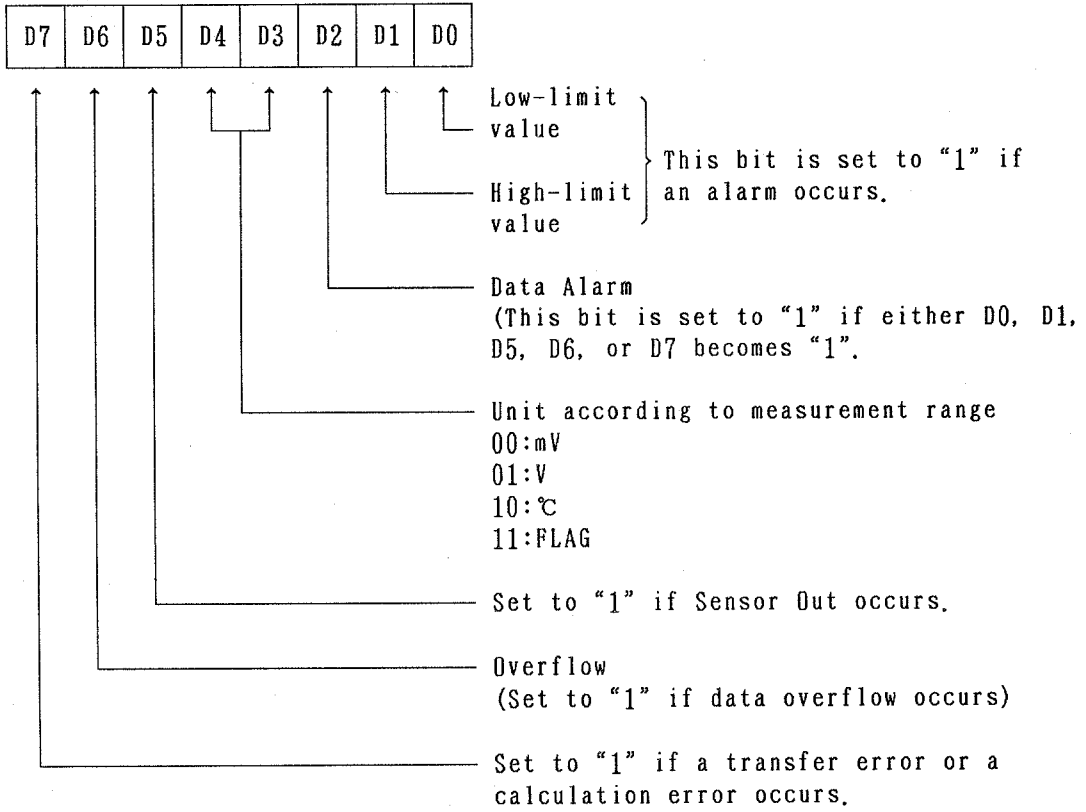 D7 D6 D5 D4 D3 D2 D1 D0
Low-limit
value
High-limit
value
This bit is set to “1” if
an alarm occurs.
Data Alarm
(This bit is set to “1” if either D0, D1,
D5, D6, or D7 becomes “1”.
Unit according to measurement range
00:mV
01:V
10:℃
11:FLAG
Set to “1” if Sensor Out occurs.
Overflow
(Set to “1” if data overflow occurs)
Set to “1” if a transfer error or a
calculation error occurs.